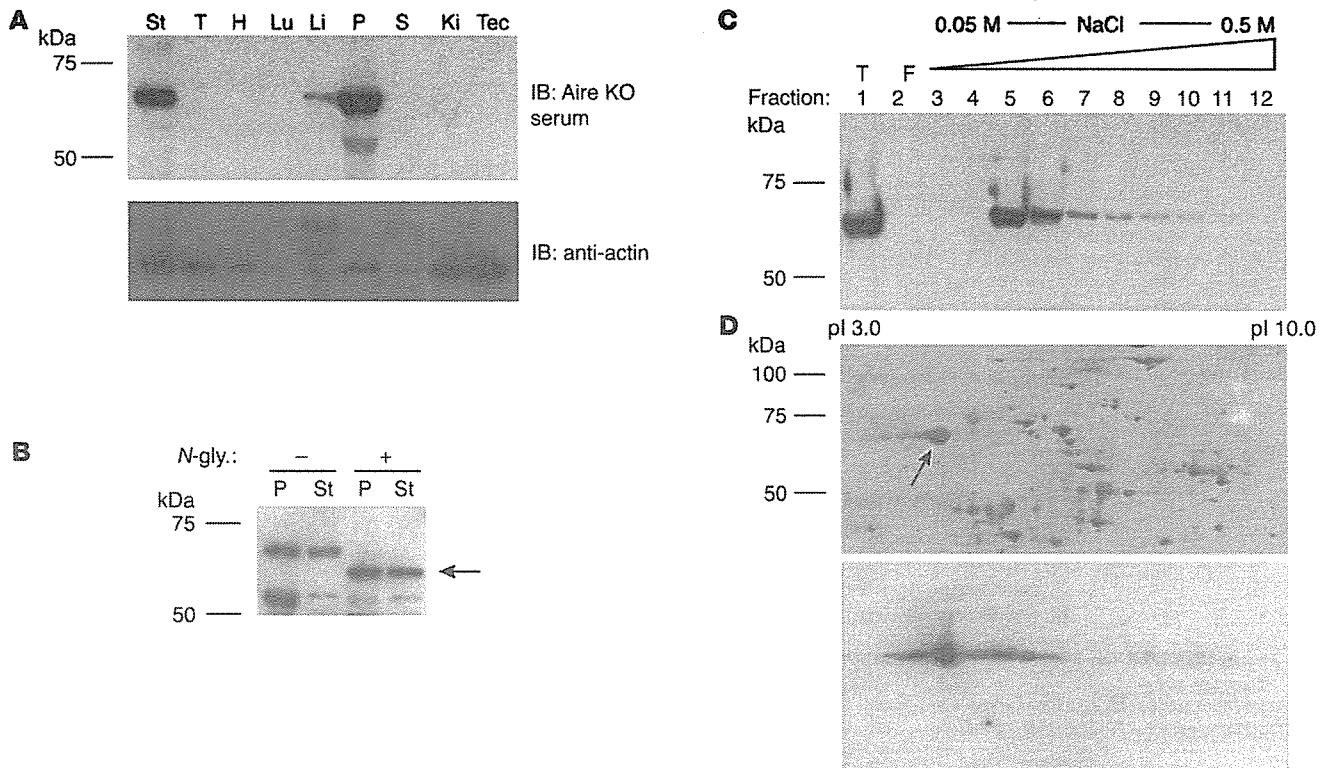 A
St T H Lu Li P S Ki Tec
kDa
75
50
IB: Aire KO
serum
IB: anti-actin
B
N-gly.: – +
P St P St
kDa
75
50
C
0.05 M NaCl 0.5 M
T F
Fraction: 1 2 3 4 5 6 7 8 9 10 11 12
kDa
75
50
D
pI 3.0 pI 10.0
kDa
100
75
50